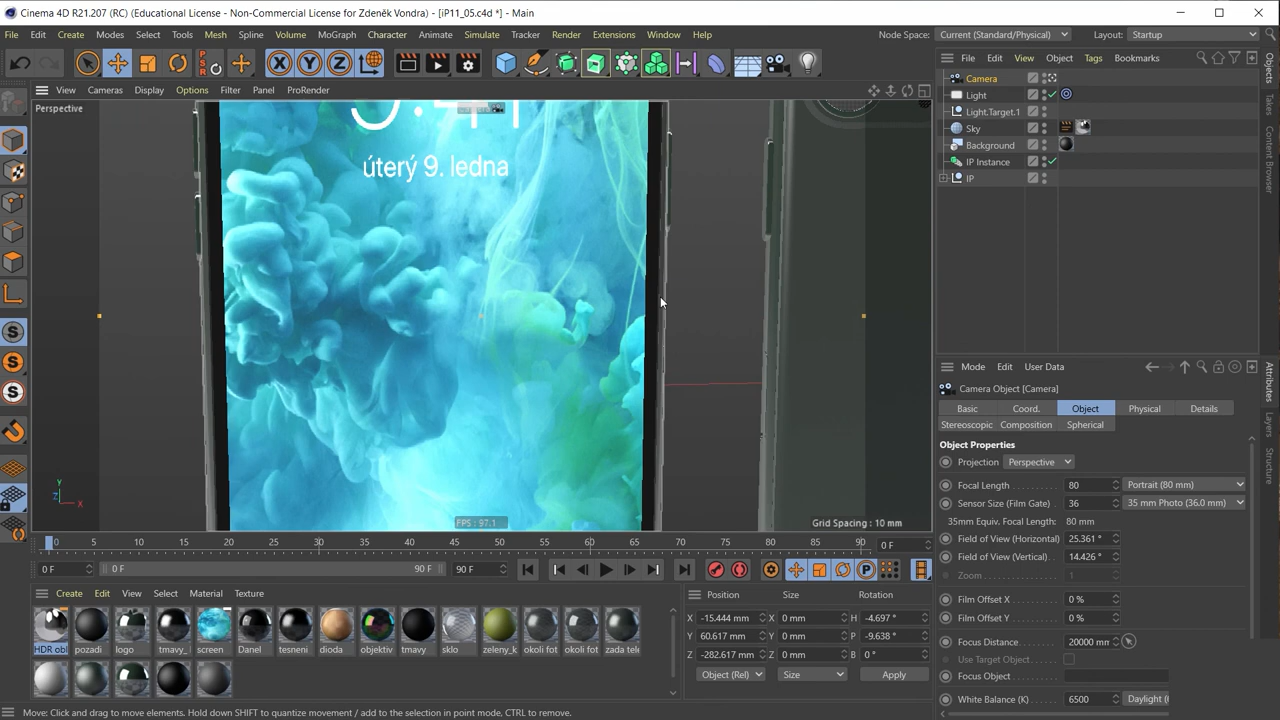 Cinema 4D R21.207 (RC) (Educational License - Non-Commercial License for Zdeněk Vondra) - [iP11_05.c4d *] - Main
File Edit Create Modes Select Tools Mesh Spline Volume MoGraph Character Animate Simulate Tracker Render Extensions Window Help Node Space: Current (Standard/Physical) Layout: Startup
PSR
X Y Z
View Cameras Display Options Filter Panel ProRender
Perspective
9:41
úterý 9. ledna
FPS : 97.1
Grid Spacing : 10 mm
Y
Z
X
File Edit View Object Tags Bookmarks
Camera
Light
Light.Target.1
Sky
Background
IP Instance
IP
Objects
Takes
Content Browser
Mode Edit User Data
Camera Object [Camera]
Basic Coord. Object Physical Details
Stereoscopic Composition Spherical
Object Properties
Projection Perspective
Focal Length 80 Portrait (80 mm)
Sensor Size (Film Gate) 36 35 mm Photo (36.0 mm)
35mm Equiv. Focal Length: 80 mm
Field of View (Horizontal) 25.361 °
Field of View (Vertical) 14.426 °
Zoom 1
Film Offset X 0 %
Film Offset Y 0 %
Focus Distance 20000 mm
Use Target Object
Focus Object
White Balance (K) 6500 Daylight (
Attributes
Layers
Structure
0 5 10 15 20 25 30 35 40 45 50 55 60 65 70 75 80 85 90 0 F
0 F 0 F 90 F 90 F
Create Edit View Select Material Texture
HDR obl pozadi logo tmavy_ screen Danel tesneni dioda objektiv tmavy sklo zeleny_k okoli fot okoli fot zada tele
Position Size Rotation
X -15.444 mm X 0 mm H -4.697 °
Y 60.617 mm Y 0 mm P -9.638 °
Z -282.617 mm Z 0 mm B 0 °
Object (Rel) Size Apply
Move: Click and drag to move elements. Hold down SHIFT to quantize movement / add to the selection in point mode, CTRL to remove.